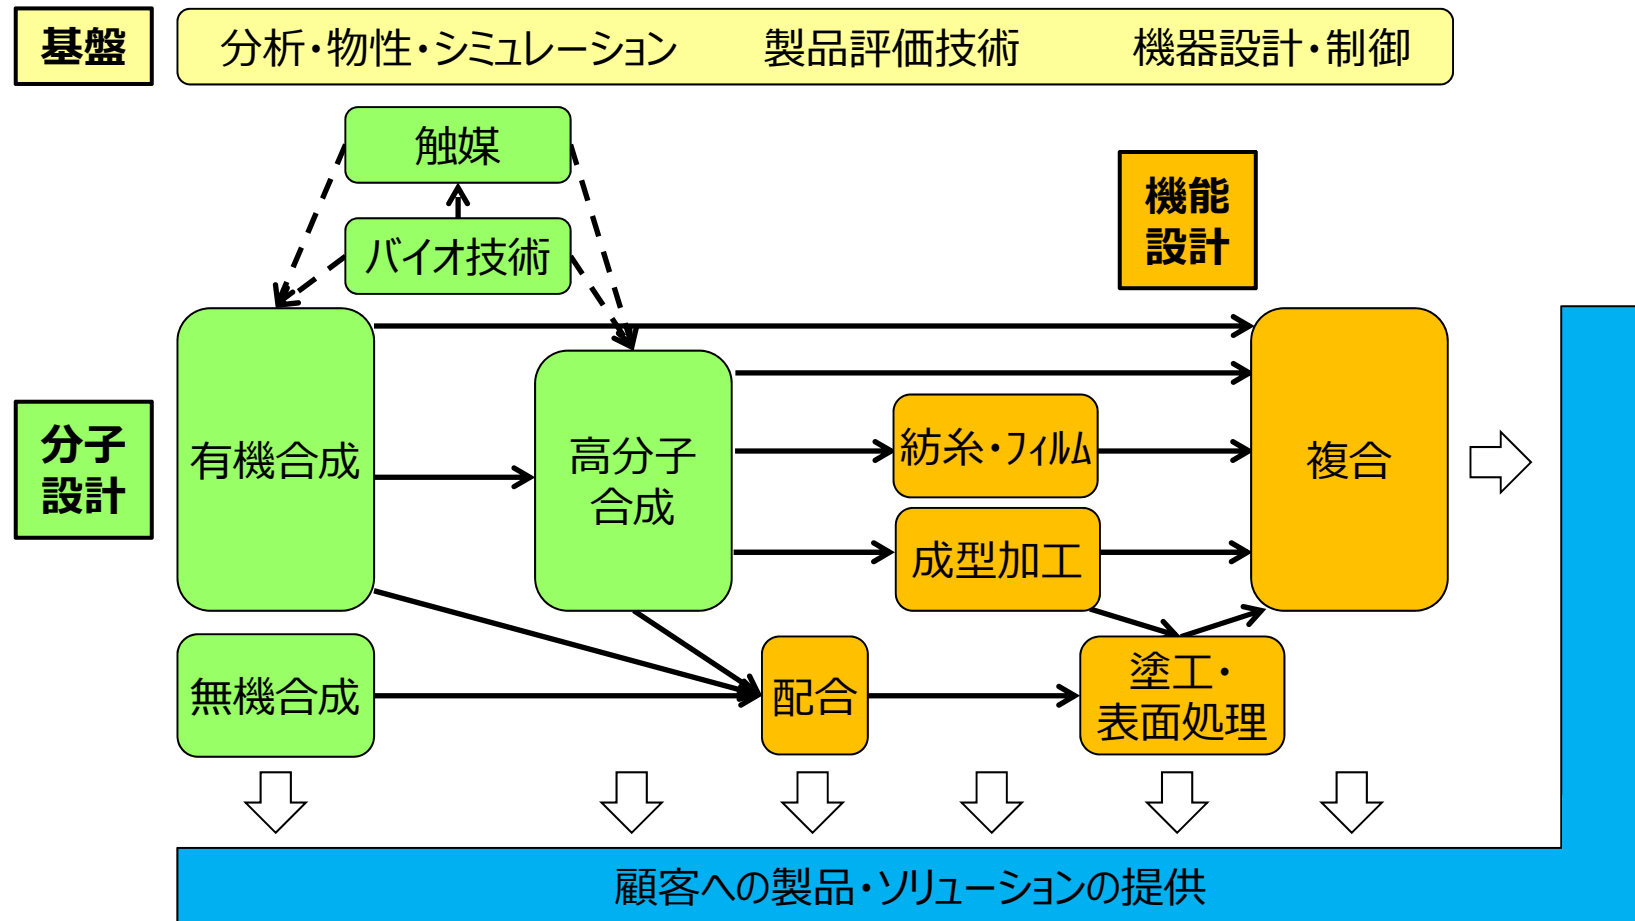 基盤
分析・物性・シミュレーション 製品評価技術 機器設計・制御
触媒
バイオ技術
機能
設計
分子
設計
有機合成
高分子
合成
紡糸・フィルム
成型加工
複合
無機合成
配合
塗工・
表面処理
顧客への製品・ソリューションの提供